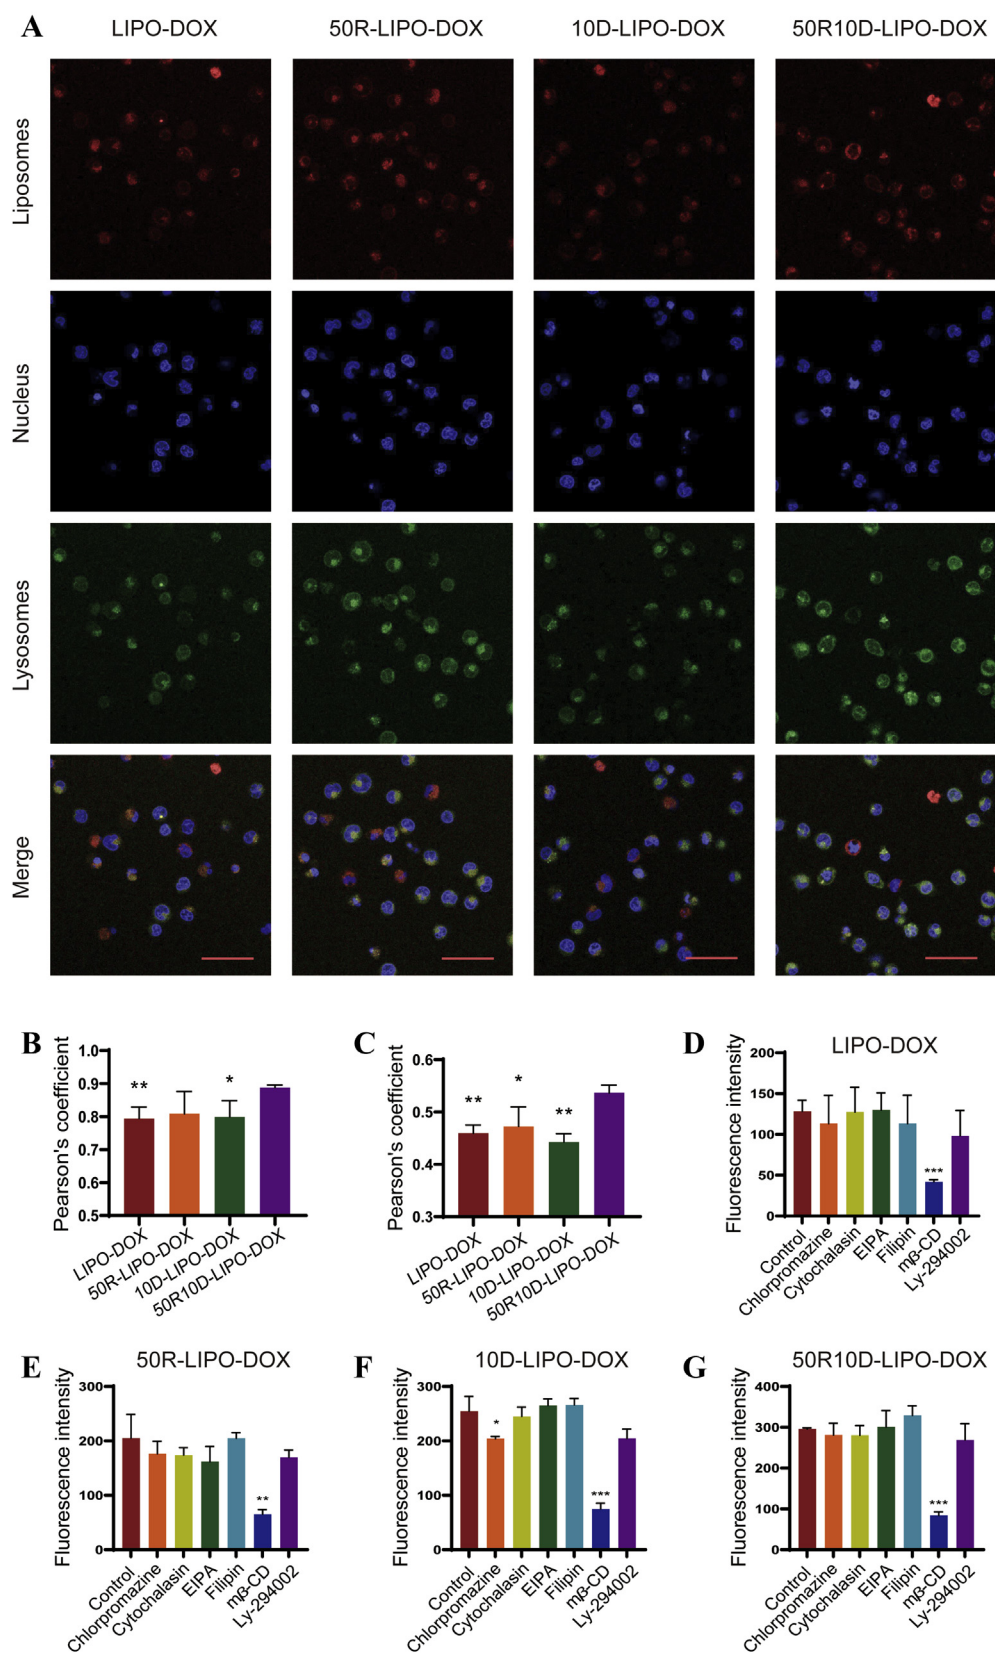 A
LIPO-DOX 50R-LIPO-DOX 10D-LIPO-DOX 50R10D-LIPO-DOX
Liposomes
Nucleus
Lysosomes
Merge
B
Pearson's coefficient
1.0
0.9
0.8
0.7
0.6
0.5
** *
LIPO-DOX 50R-LIPO-DOX 10D-LIPO-DOX 50R10D-LIPO-DOX
C
Pearson's coefficient
0.6
0.5
0.4
0.3
** * **
LIPO-DOX 50R-LIPO-DOX 10D-LIPO-DOX 50R10D-LIPO-DOX
D
LIPO-DOX
Fluorescence intensity
200
150
100
50
0
***
Control Chlorpromazine Cytochalasin EIPA Filipin mβ-CD Ly-294002
E
50R-LIPO-DOX
Fluorescence intensity
300
200
100
0
**
Control Chlorpromazine Cytochalasin EIPA Filipin mβ-CD Ly-294002
F
10D-LIPO-DOX
Fluorescence intensity
300
200
100
0
* ***
Control Chlorpromazine Cytochalasin EIPA Filipin mβ-CD Ly-294002
G
50R10D-LIPO-DOX
Fluorescence intensity
400
300
200
100
0
***
Control Chlorpromazine Cytochalasin EIPA Filipin mβ-CD Ly-294002